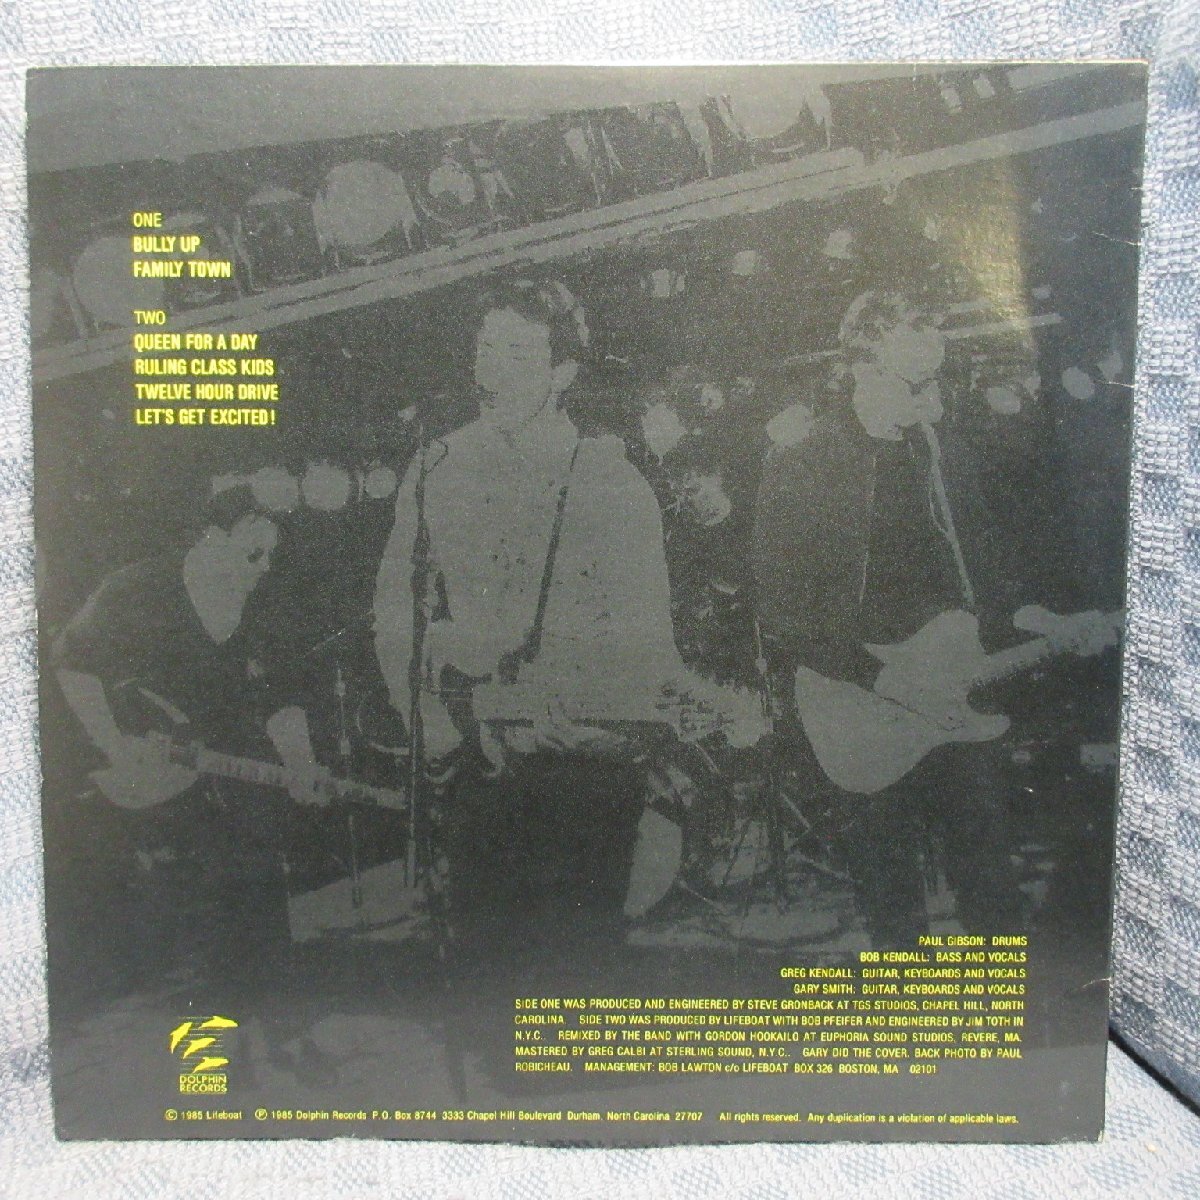 ONE
BULLY UP
FAMILY TOWN
TWO
QUEEN FOR A DAY
RULING CLASS KIDS
TWELVE HOUR DRIVE
LET'S GET EXCITED!
PAUL GIBSON: DRUMS
BOB KENDALL: BASS AND VOCALS
GREG KENDALL: GUITAR, KEYBOARDS AND VOCALS
GARY SMITH: GUITAR, KEYBOARDS AND VOCALS
SIDE ONE WAS PRODUCED AND ENGINEERED BY STEVE GRONBACK AT TGS STUDIOS, CHAPEL HILL, NORTH
CAROLINA. SIDE TWO WAS PRODUCED BY LIFEBOAT WITH BOB PFEIFER AND ENGINEERED BY JIM TOTH IN
N.Y.C.. REMIXED BY THE BAND WITH GORDON HOOKAILO AT EUPHORIA SOUND STUDIOS, REVERE, MA.
MASTERED BY GREG CALBI AT STERLING SOUND, N.Y.C.. GARY DID THE COVER. BACK PHOTO BY PAUL
ROBICHEAU. MANAGEMENT: BOB LAWTON c/o LIFEBOAT BOX 326 BOSTON, MA 02101
DOLPHIN
RECORDS
© 1985 Lifeboat ℗ 1985 Dolphin Records P.O. Box 8744 3333 Chapel Hill Boulevard Durham, North Carolina 27707 All rights reserved. Any duplication is a violation of applicable laws.